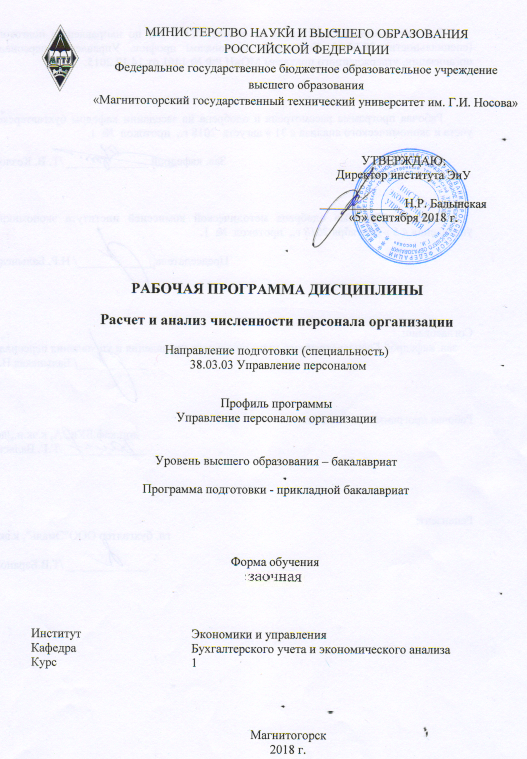 МИНИСТЕРСТВО НАУКИ И ВЫСШЕГО ОБРАЗОВАНИЯ
РОССИЙСКОЙ ФЕДЕРАЦИИ
Федеральное государственное бюджетное образовательное учреждение
высшего образования
«Магнитогорский государственный технический университет им. Г.И. Носова»
УТВЕРЖДАЮ:
Директор института ЭиУ
Н.Р. Балынская
«5» сентября 2018 г.
РАБОЧАЯ ПРОГРАММА ДИСЦИПЛИНЫ
Расчет и анализ численности персонала организации
Направление подготовки (специальность)
38.03.03 Управление персоналом
Профиль программы
Управление персоналом организации
Уровень высшего образования – бакалавриат
Программа подготовки - прикладной бакалавриат
Форма обучения
заочная
Институт Экономики и управления
Кафедра Бухгалтерского учета и экономического анализа
Курс 1
Магнитогорск
2018 г.